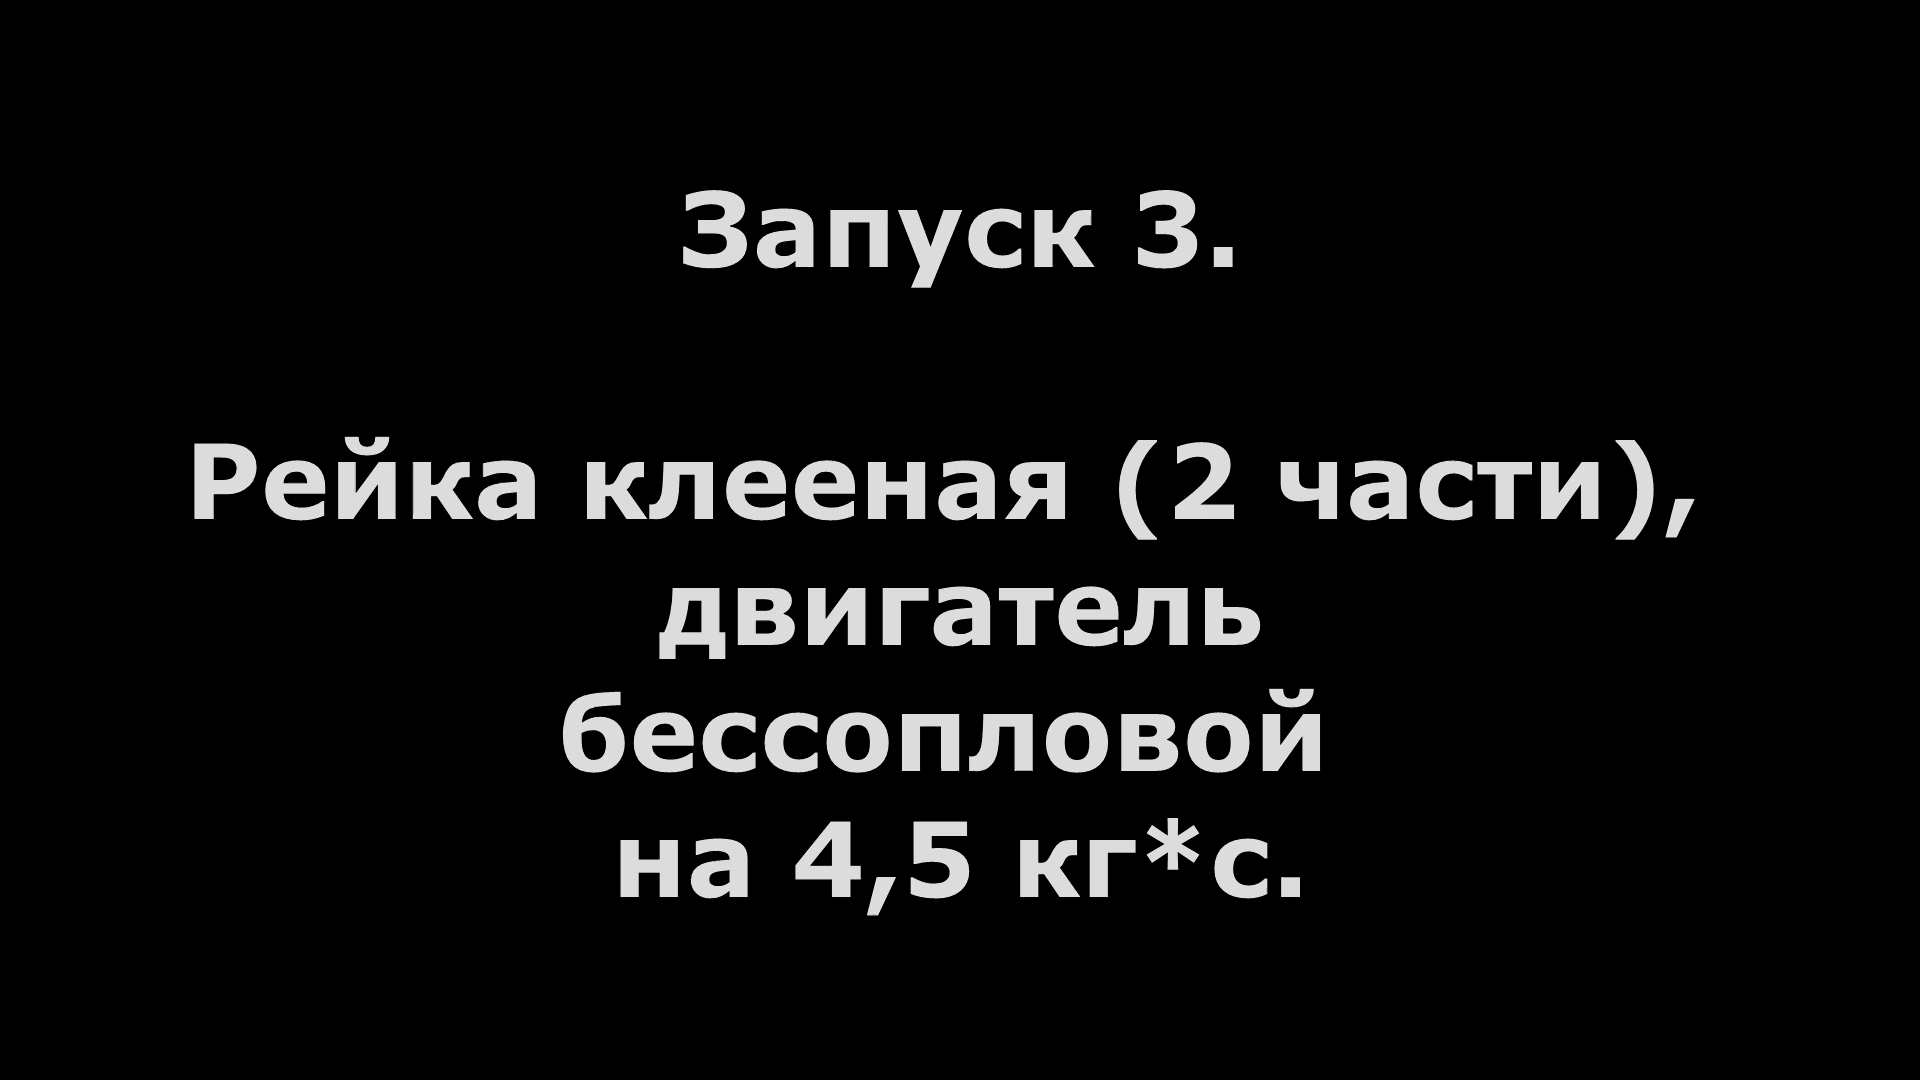 Запуск 3.
Рейка клееная (2 части),
двигатель
бессопловой
на 4,5 кг*с.